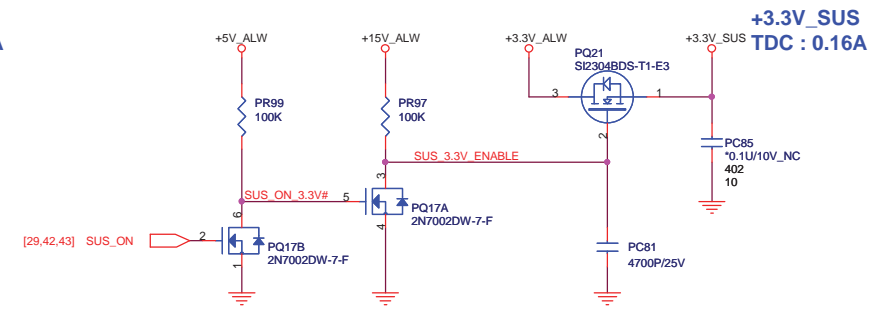 +3.3V_SUS
TDC : 0.16A
+5V_ALW
+15V_ALW
+3.3V_ALW
+3.3V_SUS
PQ21
SI2304BDS-T1-E3
3
1
2
PR99
100K
PR97
100K
SUS_3.3V_ENABLE
PC85
*0.1U/10V_NC
402
10
SUS_ON_3.3V#
5
3
4
PQ17A
2N7002DW-7-F
[29,42,43] SUS_ON
2
6
1
PQ17B
2N7002DW-7-F
PC81
4700P/25V